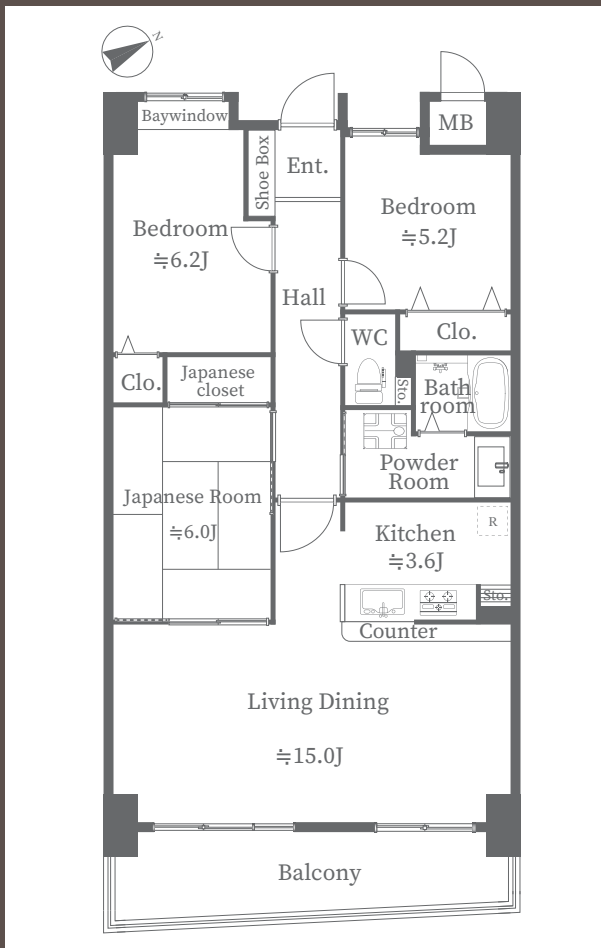 N
Baywindow
MB
Shoe Box
Ent.
Bedroom
≒6.2J
Bedroom
≒5.2J
Hall
WC
Clo.
Clo.
Japanese
closet
Sto.
Bath
room
Japanese Room
≒6.0J
Powder
Room
Kitchen
≒3.6J
R
Sto.
Counter
Living Dining
≒15.0J
Balcony